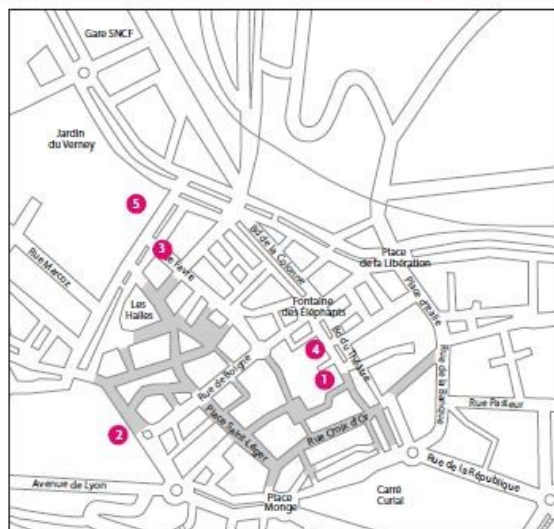 Gare SNCF
Jardin
du Verney
5
3
Favre
Bd de la Colonne
Place
de la Libération
Rue Marcoz
Les
Halles
Fontaine
des Éléphants
Place d'Italie
4
Bd du Théâtre
1
Rue de Boigne
Rue de la Banque
2
Place Saint-Léger
Rue Croix d'Or
Rue Pasteur
Rue de la République
Avenue de Lyon
Place
Monge
Carré
Curial